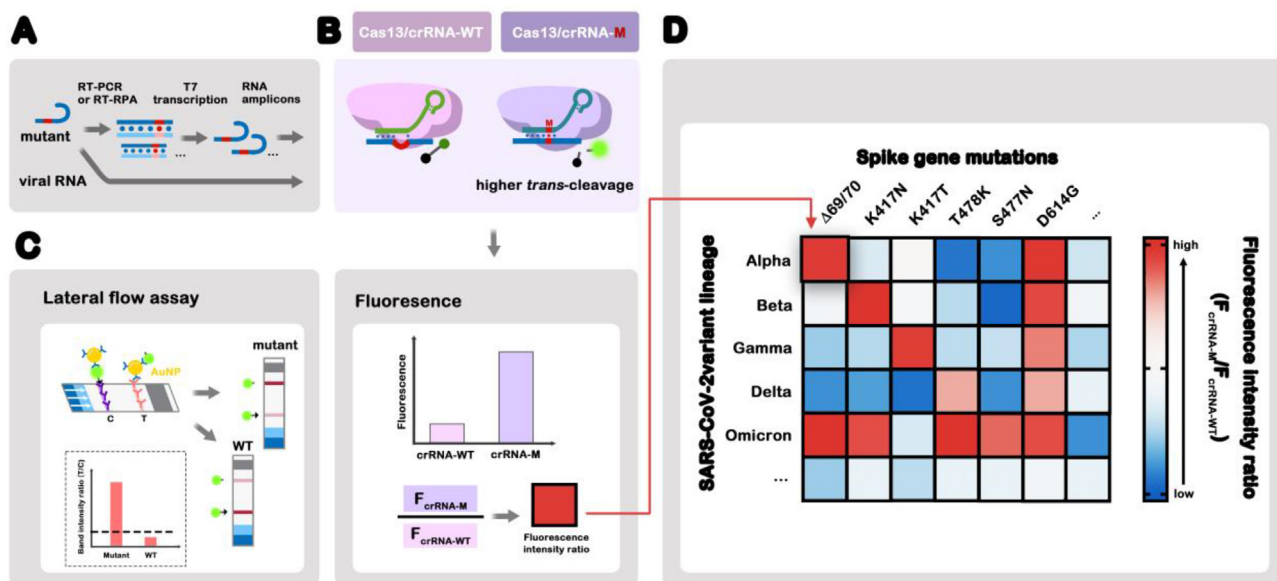 A
RT-PCR
or RT-RPA
T7
transcription
RNA
amplicons
mutant
...
...
viral RNA
B
Cas13/crRNA-WT
Cas13/crRNA-M
M
higher trans-cleavage
C
Lateral flow assay
AuNP
C
T
mutant
WT
Band intensity ratio (T/C)
Mutant
WT
Fluoresence
Fluorescence
crRNA-WT
crRNA-M
FcrRNA-M
FcrRNA-WT
Fluorescence
intensity ratio
D
Spike gene mutations
Δ69/70
K417N
K417T
T478K
S477N
D614G
...
SARS-CoV-2variant lineage
Alpha
Beta
Gamma
Delta
Omicron
...
high
low
Fluorescence intensity ratio
(FcrRNA-M/FcrRNA-WT)